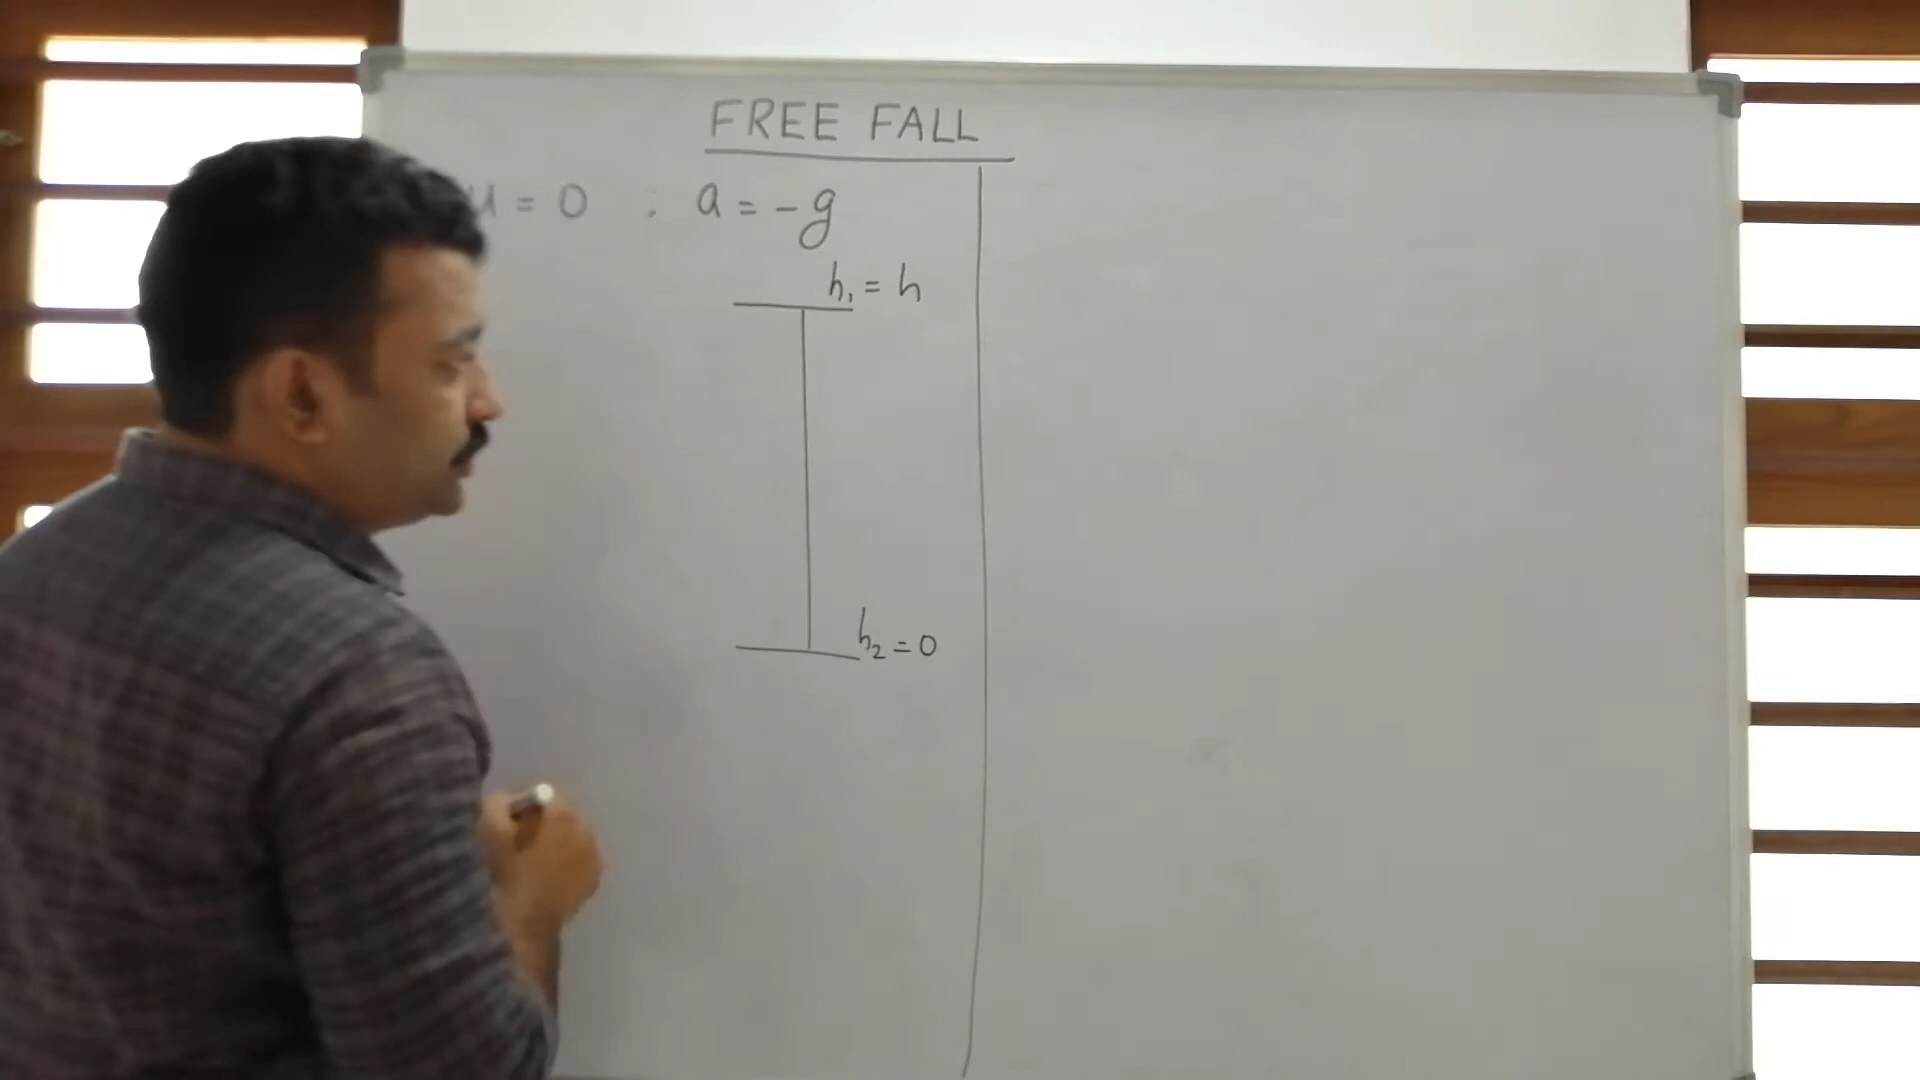 FREE FALL
u = 0 ; a = -g
h₁ = h
h₂ = 0